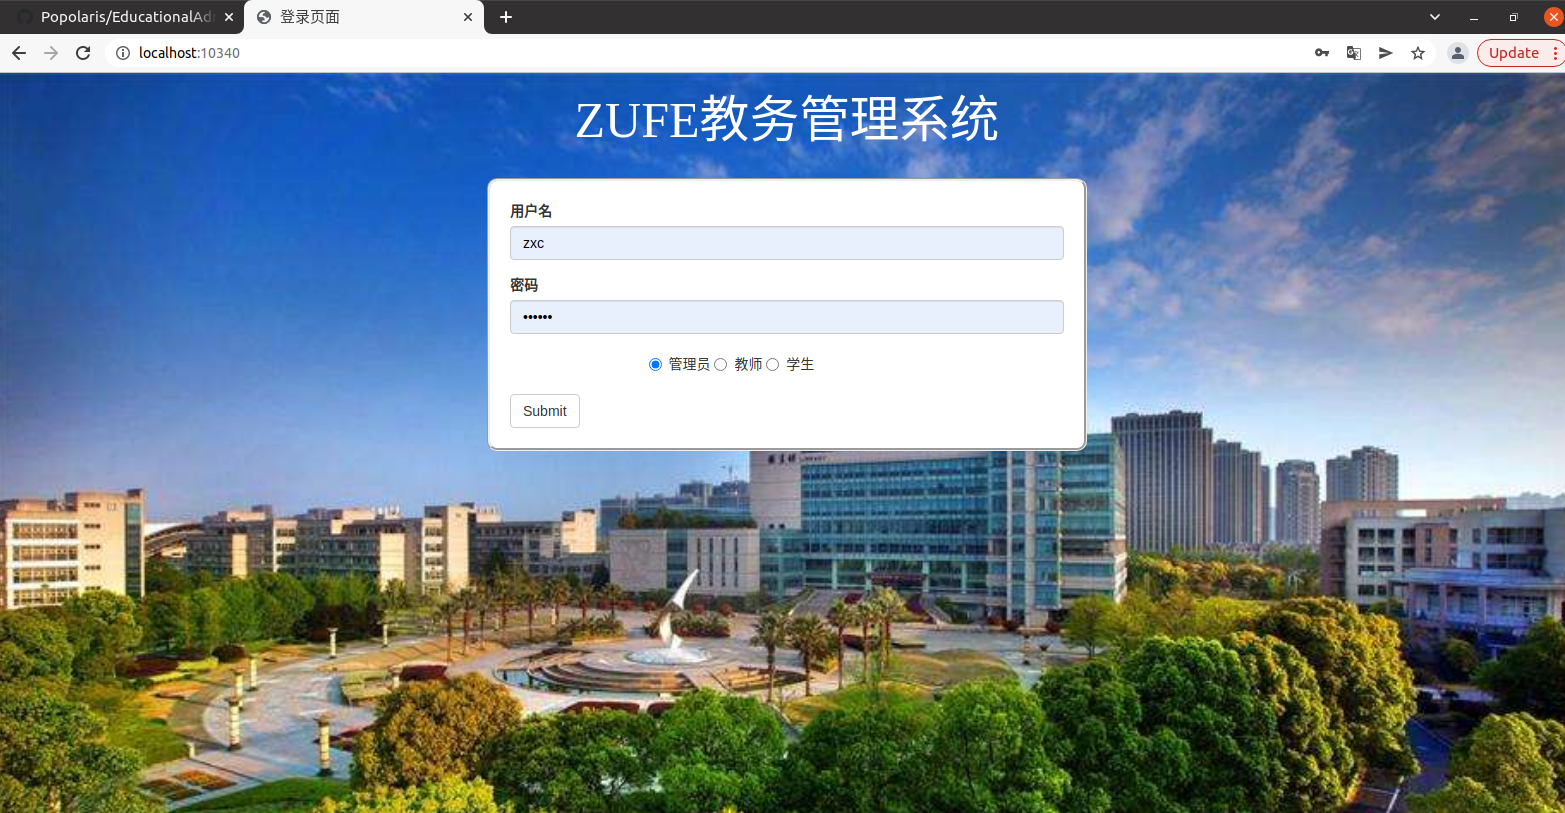 Popolaris/EducationalAd
登录页面
localhost:10340
Update
ZUFE教务管理系统
用户名
zxc
密码
••••••
管理员 教师 学生
Submit